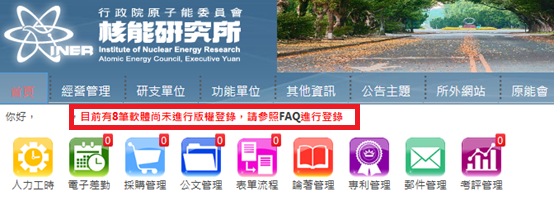 行政院原子能委員會
核能研究所
INER
Institute of Nuclear Energy Research
Atomic Energy Council, Executive Yuan
首頁 經營管理 研支單位 功能單位 其他資訊 公告主題 所外網站 原能會
你好， 目前有8筆軟體尚未進行版權登錄，請參照FAQ進行登錄
0 0 0 0 0 0
人力工時 電子差勤 採購管理 公文管理 表單流程 論著管理 專利管理 郵件管理 考評管理